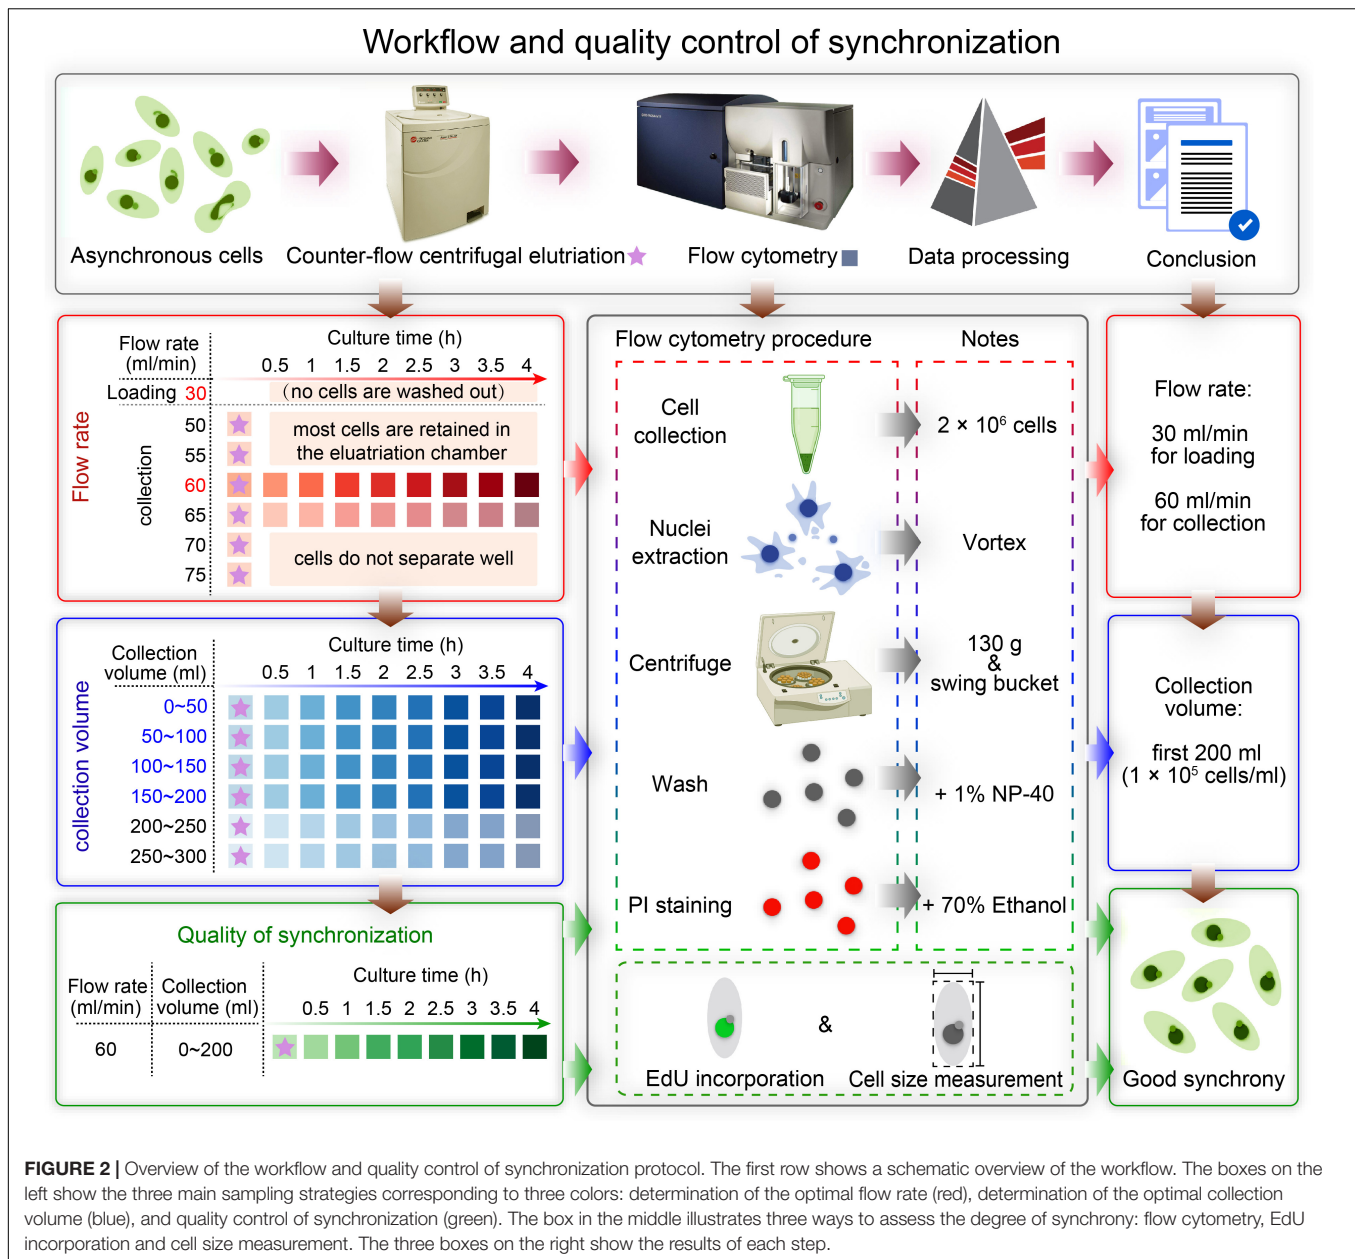 Workflow and quality control of synchronization
Asynchronous cells
Counter-flow centrifugal elutriation
Flow cytometry
Data processing
Conclusion
Flow rate
Flow rate
(ml/min)
Culture time (h)
0.5 1 1.5 2 2.5 3 3.5 4
Loading 30
(no cells are washed out)
collection
50
55
most cells are retained in
the eluatriation chamber
60
65
70
75
cells do not separate well
collection volume
Collection
volume (ml)
Culture time (h)
0.5 1 1.5 2 2.5 3 3.5 4
0~50
50~100
100~150
150~200
200~250
250~300
Quality of synchronization
Flow rate
(ml/min)
Collection
volume (ml)
Culture time (h)
0.5 1 1.5 2 2.5 3 3.5 4
60
0~200
Flow cytometry procedure
Notes
Cell
collection
2 × 10⁶ cells
Nuclei
extraction
Vortex
Centrifuge
130 g
&
swing bucket
Wash
+ 1% NP-40
PI staining
+ 70% Ethanol
EdU incorporation
&
Cell size measurement
Flow rate:
30 ml/min
for loading
60 ml/min
for collection
Collection
volume:
first 200 ml
(1 × 10⁵ cells/ml)
Good synchrony
FIGURE 2 | Overview of the workflow and quality control of synchronization protocol. The first row shows a schematic overview of the workflow. The boxes on the
left show the three main sampling strategies corresponding to three colors: determination of the optimal flow rate (red), determination of the optimal collection
volume (blue), and quality control of synchronization (green). The box in the middle illustrates three ways to assess the degree of synchrony: flow cytometry, EdU
incorporation and cell size measurement. The three boxes on the right show the results of each step.